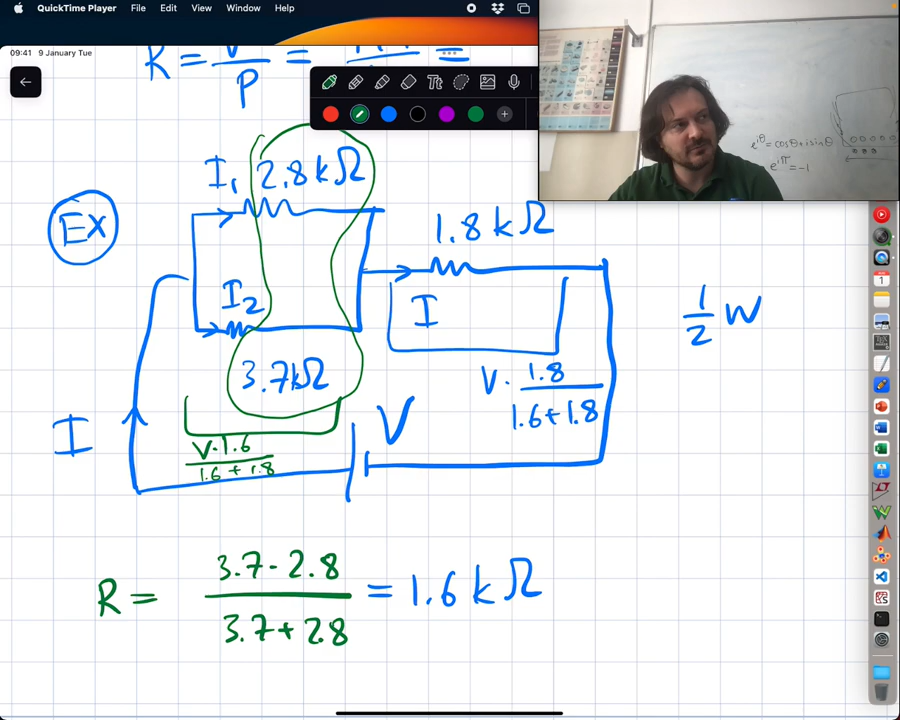 QuickTime Player File Edit View Window Help
09:41 9 January Tue
R = V / P = =
EX
I₁ 2.8 kΩ
1.8 kΩ
I₂
I
1/2 W
3.7kΩ
V · 1.8 / 1.6 + 1.8
I
V
V · 1.6 / 1.6 + 1.8
R = 3.7 · 2.8 / 3.7 + 2.8 = 1.6 kΩ
e^iθ = cosθ + i sinθ
e^iπ = -1